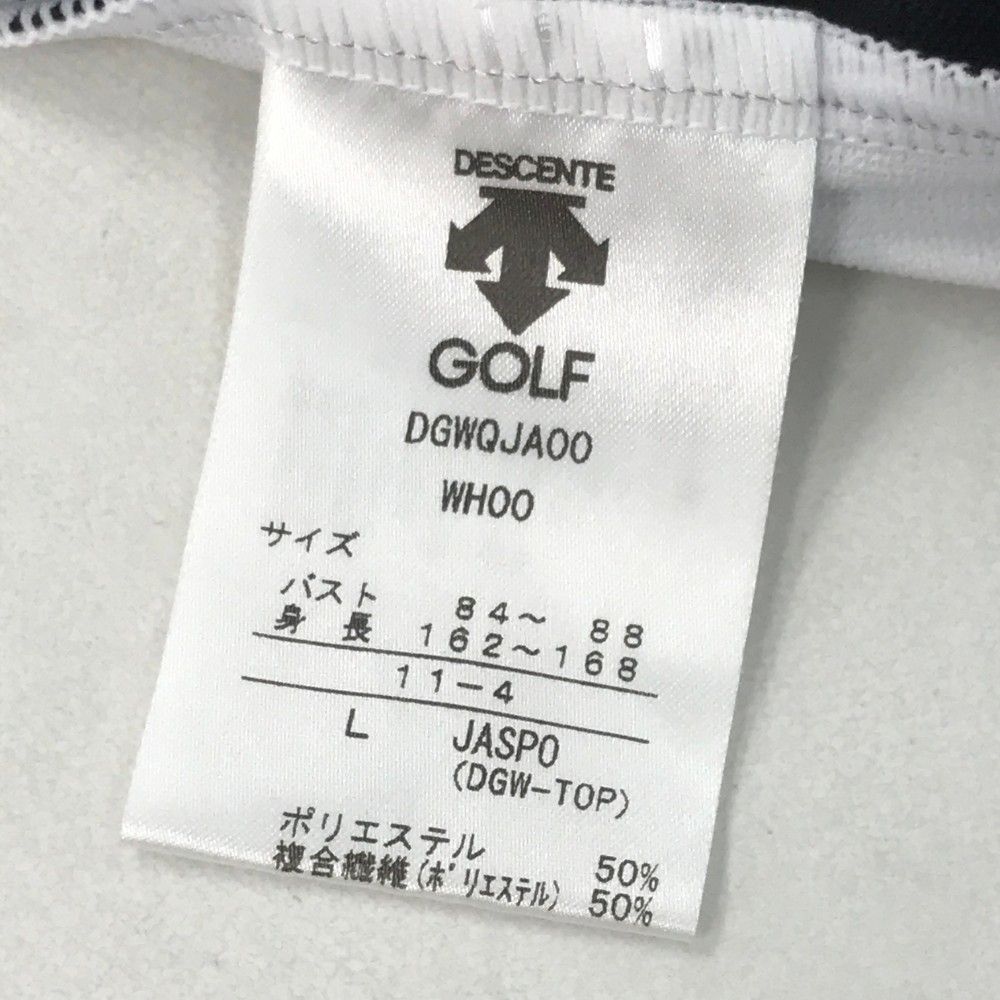 DESCENTE
GOLF
DGWQJA00
WH00
サイズ
バスト 84～ 88
身 長 162～168
11-4
L JASPO
(DGW-TOP)
ポリエステル 50%
複合繊維(ポリエステル) 50%